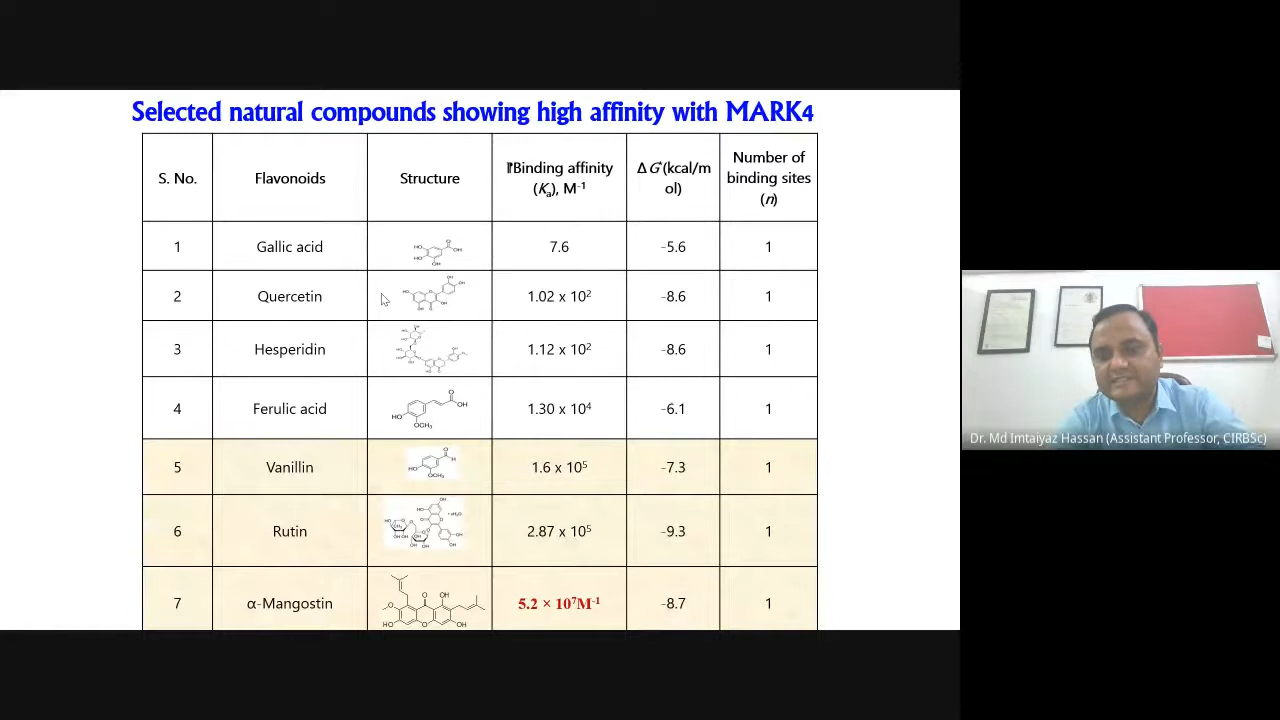 Selected natural compounds showing high affinity with MARK4
S. No.
Flavonoids
Structure
Binding affinity
(Ka), M⁻¹
Δ G (kcal/m
ol)
Number of
binding sites
(n)
1
Gallic acid
7.6
-5.6
1
2
Quercetin
1.02 x 10²
-8.6
1
3
Hesperidin
1.12 x 10²
-8.6
1
4
Ferulic acid
1.30 x 10⁴
-6.1
1
5
Vanillin
1.6 x 10⁵
-7.3
1
6
Rutin
2.87 x 10⁵
-9.3
1
7
α-Mangostin
5.2 × 10⁷M⁻¹
-8.7
1
Dr. Md Imtaiyaz Hassan (Assistant Professor, CIRBSc)